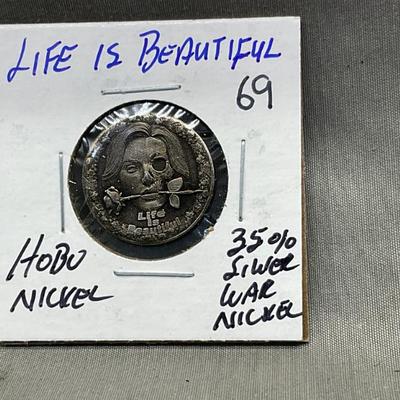 LIFE IS BEAUTIFUL
69
Life
is
Beautiful
HOBO
NICKEL
35%
SILVER
WAR
NICKEL